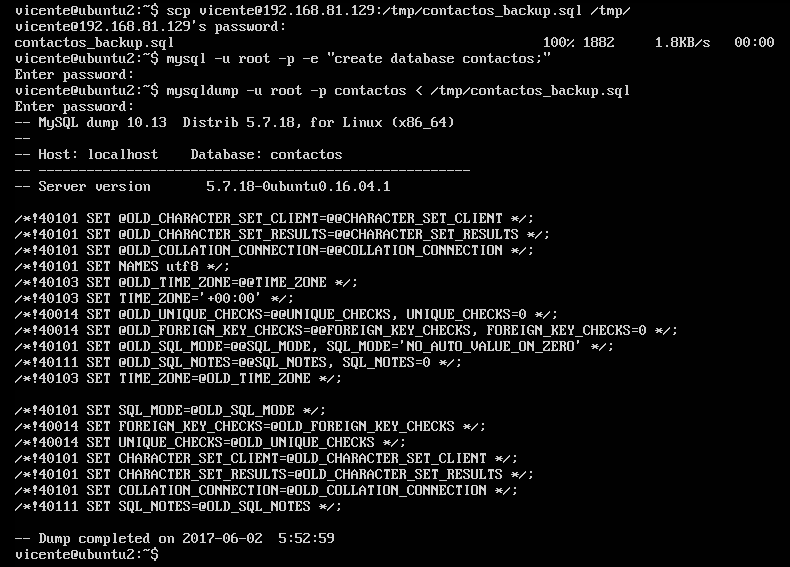 vicente@ubuntu2:~$ scp vicente@192.168.81.129:/tmp/contactos_backup.sql /tmp/
vicente@192.168.81.129's password:
contactos_backup.sql 100% 1882 1.8KB/s 00:00
vicente@ubuntu2:~$ mysql -u root -p -e "create database contactos;"
Enter password:
vicente@ubuntu2:~$ mysqldump -u root -p contactos < /tmp/contactos_backup.sql
Enter password:
-- MySQL dump 10.13  Distrib 5.7.18, for Linux (x86_64)
--
-- Host: localhost    Database: contactos
-- ------------------------------------------------------
-- Server version       5.7.18-0ubuntu0.16.04.1

/*!40101 SET @OLD_CHARACTER_SET_CLIENT=@@CHARACTER_SET_CLIENT */;
/*!40101 SET @OLD_CHARACTER_SET_RESULTS=@@CHARACTER_SET_RESULTS */;
/*!40101 SET @OLD_COLLATION_CONNECTION=@@COLLATION_CONNECTION */;
/*!40101 SET NAMES utf8 */;
/*!40103 SET @OLD_TIME_ZONE=@@TIME_ZONE */;
/*!40103 SET TIME_ZONE='+00:00' */;
/*!40014 SET @OLD_UNIQUE_CHECKS=@@UNIQUE_CHECKS, UNIQUE_CHECKS=0 */;
/*!40014 SET @OLD_FOREIGN_KEY_CHECKS=@@FOREIGN_KEY_CHECKS, FOREIGN_KEY_CHECKS=0 */;
/*!40101 SET @OLD_SQL_MODE=@@SQL_MODE, SQL_MODE='NO_AUTO_VALUE_ON_ZERO' */;
/*!40111 SET @OLD_SQL_NOTES=@@SQL_NOTES, SQL_NOTES=0 */;
/*!40103 SET TIME_ZONE=@OLD_TIME_ZONE */;

/*!40101 SET SQL_MODE=@OLD_SQL_MODE */;
/*!40014 SET FOREIGN_KEY_CHECKS=@OLD_FOREIGN_KEY_CHECKS */;
/*!40014 SET UNIQUE_CHECKS=@OLD_UNIQUE_CHECKS */;
/*!40101 SET CHARACTER_SET_CLIENT=@OLD_CHARACTER_SET_CLIENT */;
/*!40101 SET CHARACTER_SET_RESULTS=@OLD_CHARACTER_SET_RESULTS */;
/*!40101 SET COLLATION_CONNECTION=@OLD_COLLATION_CONNECTION */;
/*!40111 SET SQL_NOTES=@OLD_SQL_NOTES */;

-- Dump completed on 2017-06-02  5:52:59
vicente@ubuntu2:~$